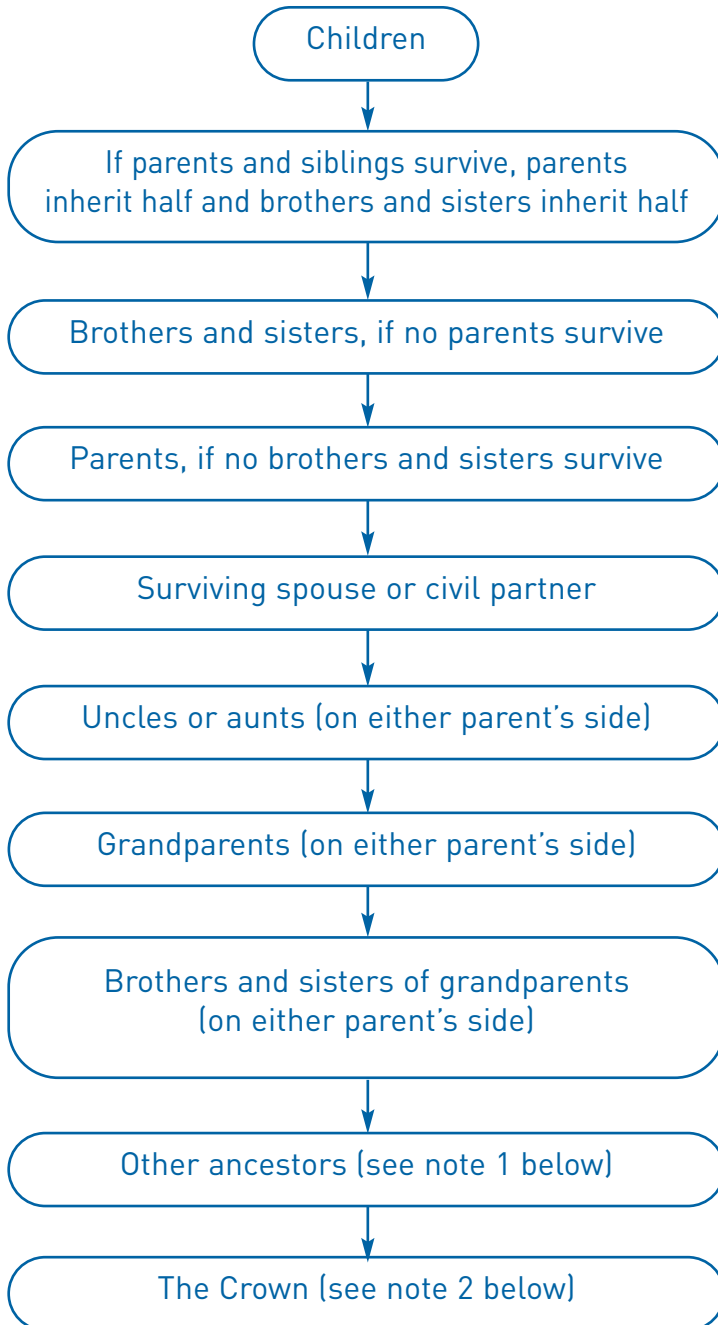 Children
If parents and siblings survive, parents
inherit half and brothers and sisters inherit half
Brothers and sisters, if no parents survive
Parents, if no brothers and sisters survive
Surviving spouse or civil partner
Uncles or aunts (on either parent’s side)
Grandparents (on either parent’s side)
Brothers and sisters of grandparents
(on either parent’s side)
Other ancestors (see note 1 below)
The Crown (see note 2 below)